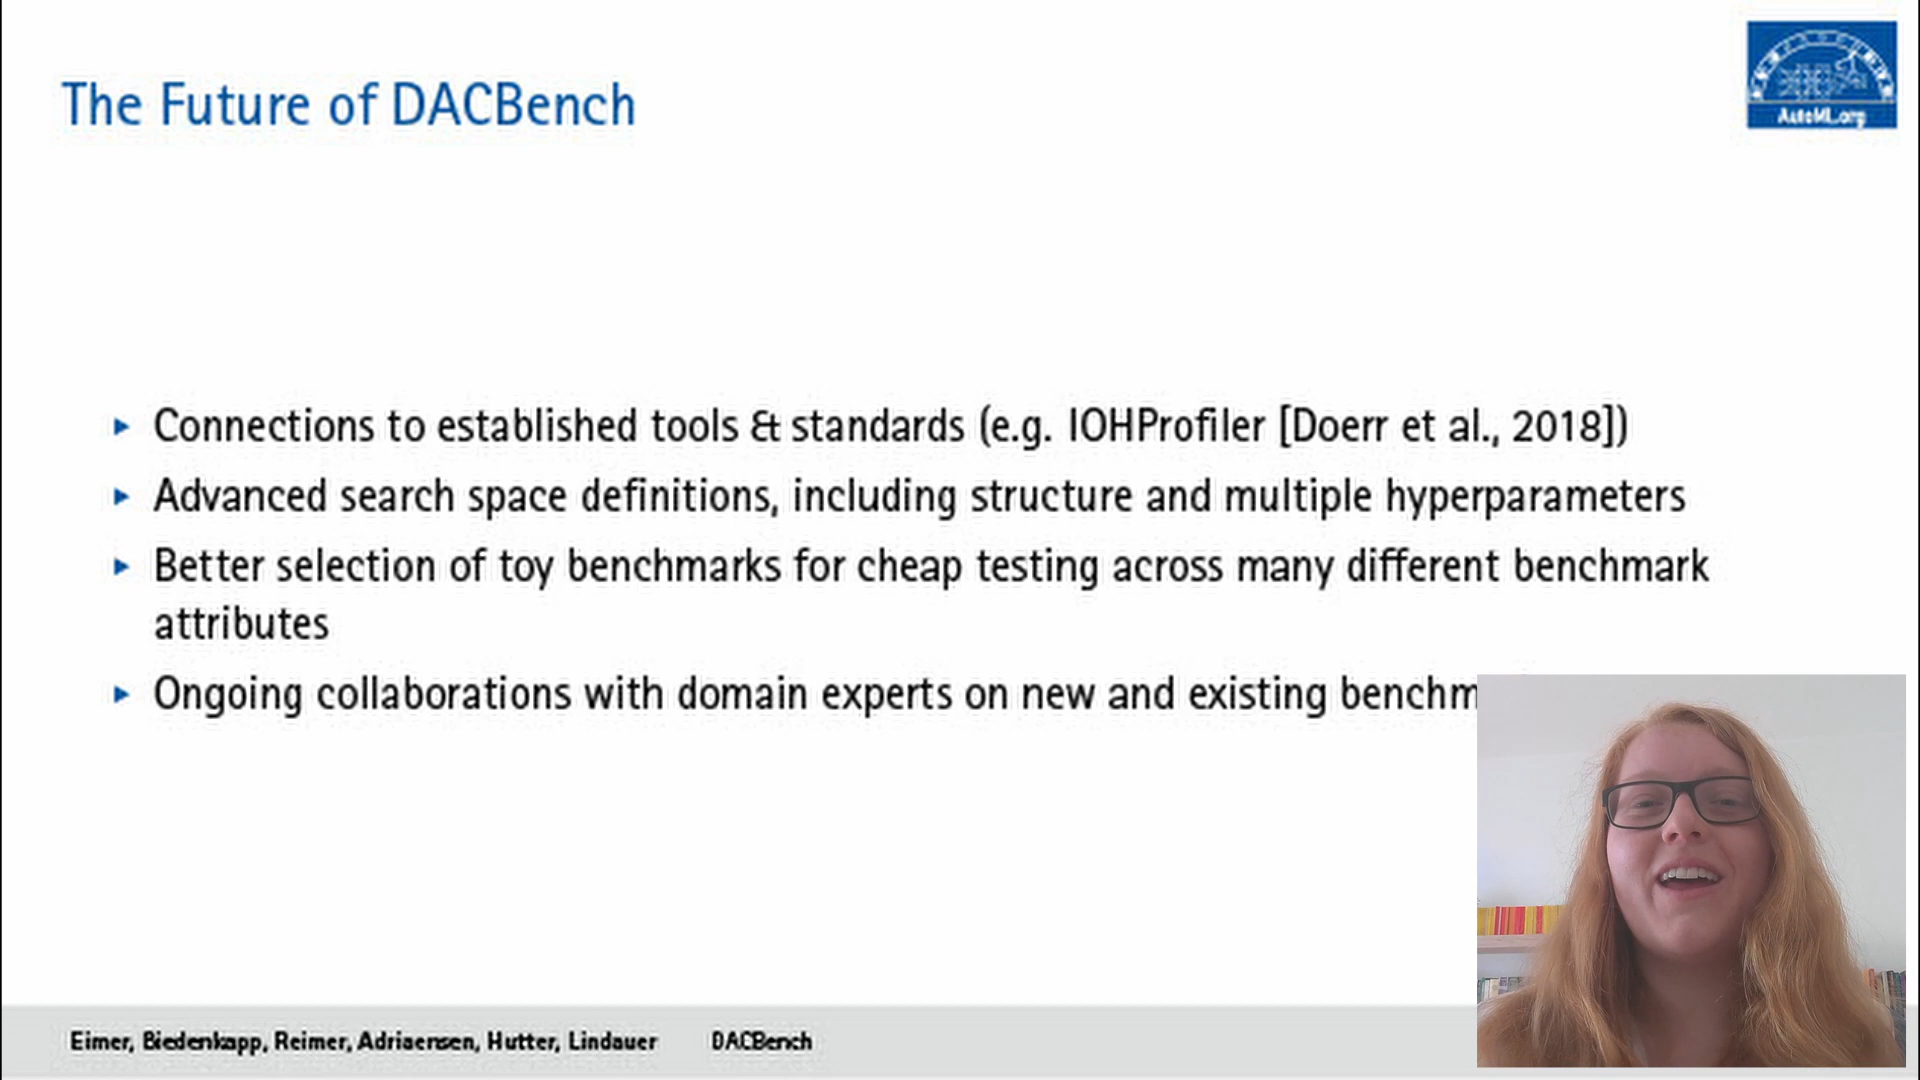 The Future of DACBench
AutoML.org
Connections to established tools & standards (e.g. IOHProfiler [Doerr et al., 2018])
Advanced search space definitions, including structure and multiple hyperparameters
Better selection of toy benchmarks for cheap testing across many different benchmark
attributes
Ongoing collaborations with domain experts on new and existing benchm
Eimer, Biedenkapp, Reimer, Adriaensen, Hutter, Lindauer DACBench